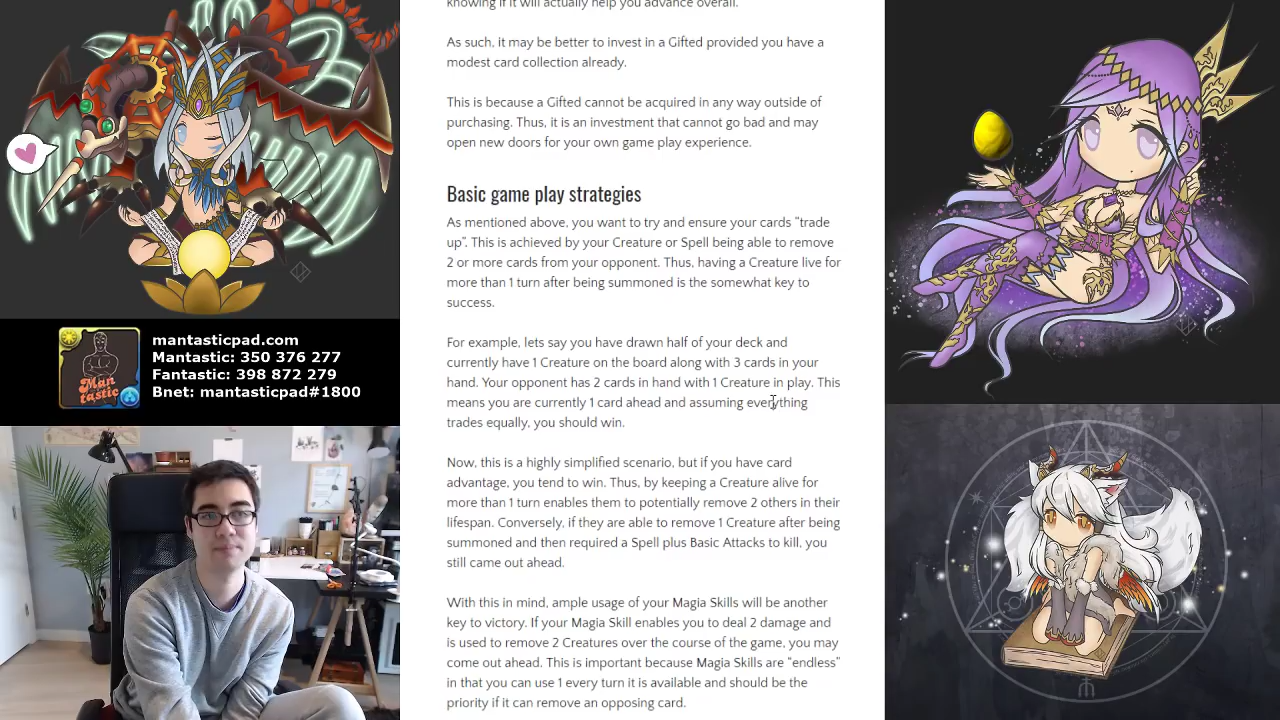 knowing if it will actually help you advance overall.
As such, it may be better to invest in a Gifted provided you have a
modest card collection already.
This is because a Gifted cannot be acquired in any way outside of
purchasing. Thus, it is an investment that cannot go bad and may
open new doors for your own game play experience.
Basic game play strategies
As mentioned above, you want to try and ensure your cards "trade
up". This is achieved by your Creature or Spell being able to remove
2 or more cards from your opponent. Thus, having a Creature live for
more than 1 turn after being summoned is the somewhat key to
success.
For example, lets say you have drawn half of your deck and
currently have 1 Creature on the board along with 3 cards in your
hand. Your opponent has 2 cards in hand with 1 Creature in play. This
means you are currently 1 card ahead and assuming everything
trades equally, you should win.
Now, this is a highly simplified scenario, but if you have card
advantage, you tend to win. Thus, by keeping a Creature alive for
more than 1 turn enables them to potentially remove 2 others in their
lifespan. Conversely, if they are able to remove 1 Creature after being
summoned and then required a Spell plus Basic Attacks to kill, you
still came out ahead.
With this in mind, ample usage of your Magia Skills will be another
key to victory. If your Magia Skill enables you to deal 2 damage and
is used to remove 2 Creatures over the course of the game, you may
come out ahead. This is important because Magia Skills are "endless"
in that you can use 1 every turn it is available and should be the
priority if it can remove an opposing card.
Man
tastic
mantasticpad.com
Mantastic: 350 376 277
Fantastic: 398 872 279
Bnet: mantasticpad#1800